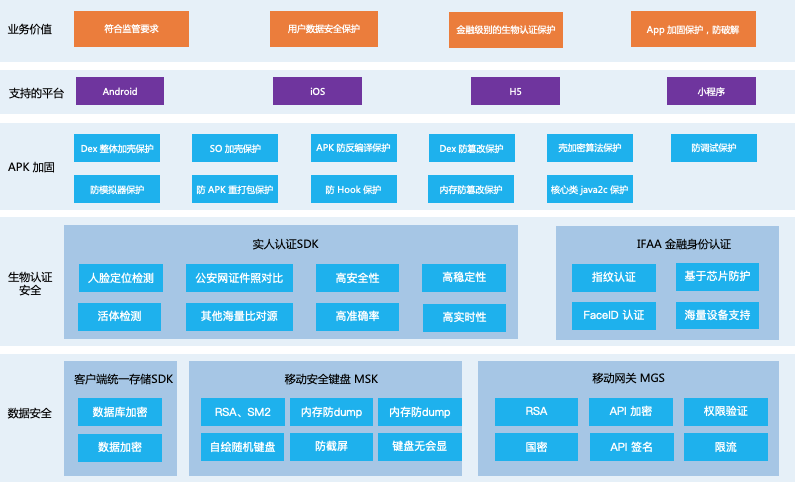 业务价值
符合监管要求
用户数据安全保护
金融级别的生物认证保护
App 加固保护，防破解
支持的平台
Android
iOS
H5
小程序
APK 加固
Dex 整体加壳保护
SO 加壳保护
APK 防反编译保护
Dex 防篡改保护
壳加密算法保护
防调试保护
防模拟器保护
防 APK 重打包保护
防 Hook 保护
内存防篡改保护
核心类 java2c 保护
生物认证
安全
实人认证SDK
人脸定位检测
公安网证件照对比
高安全性
高稳定性
活体检测
其他海量比对源
高准确率
高实时性
IFAA 金融身份认证
指纹认证
基于芯片防护
FaceID 认证
海量设备支持
数据安全
客户端统一存储SDK
数据库加密
数据加密
移动安全键盘 MSK
RSA、SM2
内存防dump
内存防dump
自绘随机键盘
防截屏
键盘无会显
移动网关 MGS
RSA
API 加密
权限验证
国密
API 签名
限流